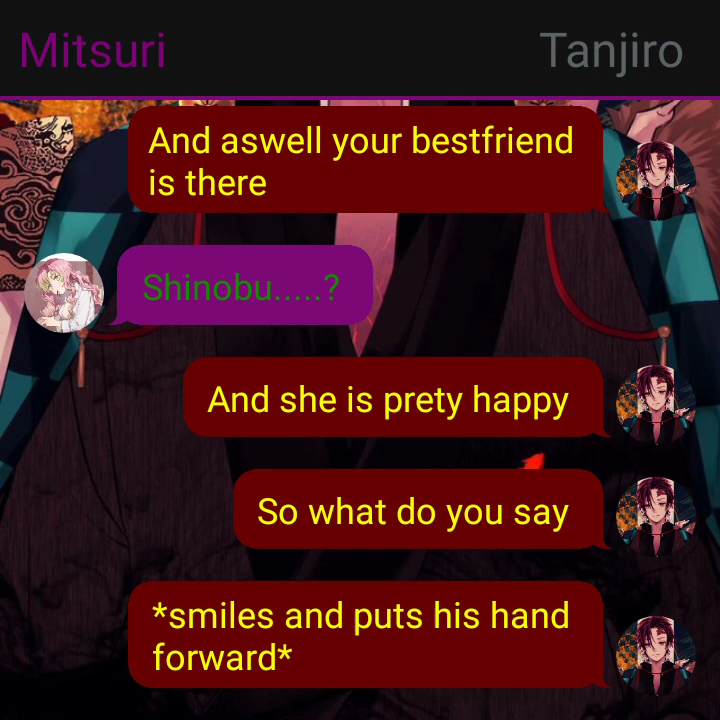 Mitsuri
Tanjiro
And aswell your bestfriend
is there
Shinobu.....?
And she is prety happy
So what do you say
*smiles and puts his hand
forward*